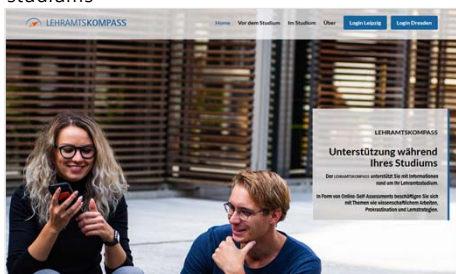 studiums
LEHRAMTSKOMPASS
Home Vor dem Studium Im Studium Über Login Leipzig Login Dresden
LEHRAMTSKOMPASS
Unterstützung während
Ihres Studiums
Der LEHRAMTSKOMPASS unterstützt Sie mit Informationen
rund um Ihr Lehramtsstudium.
In Form von Online-Self Assessments beschäftigen Sie sich
mit Themen wie wissenschaftlichem Arbeiten,
Prokrastination und Lernstrategien.